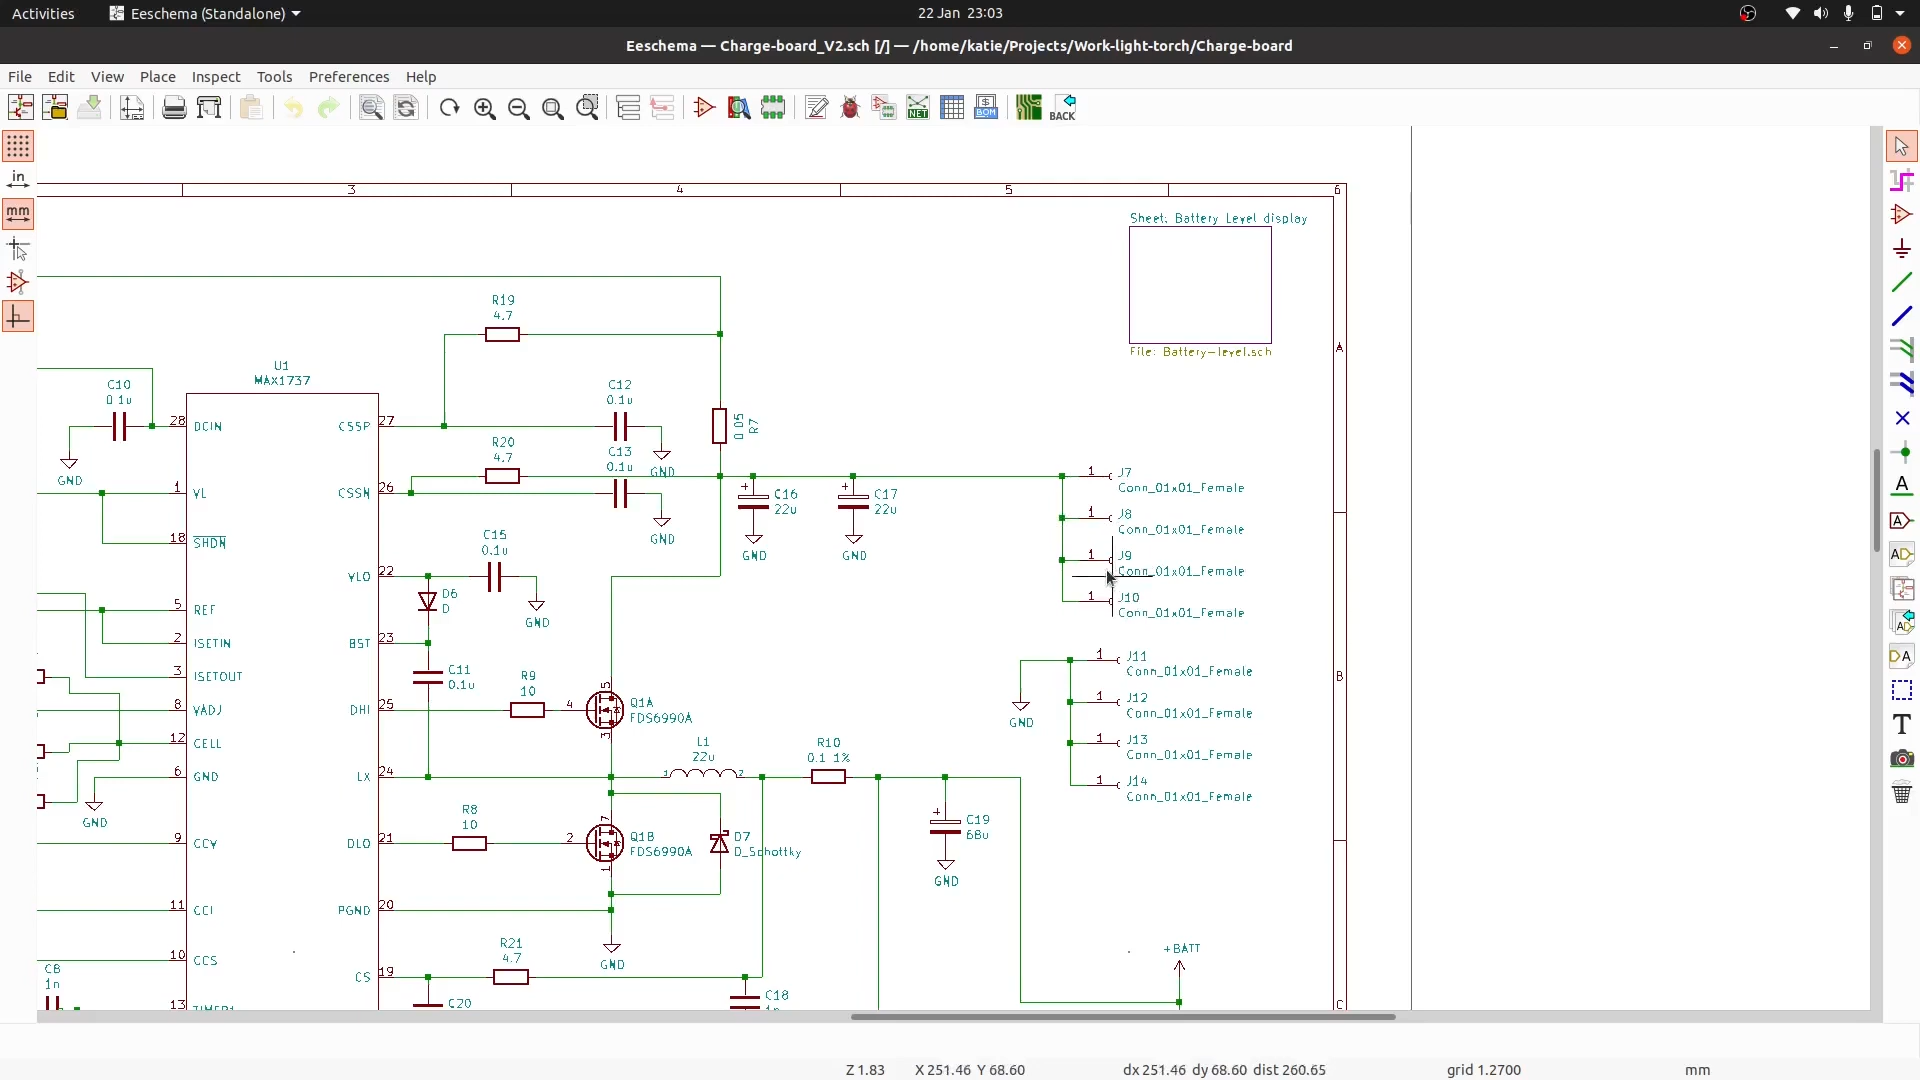 Activities
Eeschema (Standalone)
22 Jan 23:03
Eeschema — Charge-board_V2.sch [/] — /home/katie/Projects/Work-light-torch/Charge-board
File Edit View Place Inspect Tools Preferences Help
NET
BOM
BACK
in
mm
3 4 5 6
Sheet: Battery Level display
File: Battery-level.sch
A
B
C
R19
4.7
U1
MAX1737
C10
0.1u
GND
C12
0.1u
GND
R20
4.7
C13
0.1u
GND
0.05
R7
C16
22u
GND
C17
22u
GND
28 DCIN
1 VL
18 SHDN
5 REF
2 ISETIN
3 ISETOUT
8 VADJ
12 CELL
6 GND
GND
9 CCV
11 CCI
10 CCS
13
CSSP 27
CSSN 26
VLO 22
BST 23
DHI 25
LX 24
DLO 21
PGND 20
CS 19
C15
0.1u
GND
D6
D
C11
0.1u
R9
10
4
5
3
Q1A
FDS6990A
L1
22u
1 2
R10
0.1 1%
R8
10
2
7
1
Q1B
FDS6990A
D7
D_Schottky
GND
C19
68u
GND
R21
4.7
C20
C18
1n
C8
1n
+BATT
1 J7
Conn_01x01_Female
1 J8
Conn_01x01_Female
1 J9
Conn_01x01_Female
1 J10
Conn_01x01_Female
1 J11
Conn_01x01_Female
1 J12
Conn_01x01_Female
1 J13
Conn_01x01_Female
1 J14
Conn_01x01_Female
GND
Z 1.83
X 251.46 Y 68.60
dx 251.46 dy 68.60 dist 260.65
grid 1.2700
mm